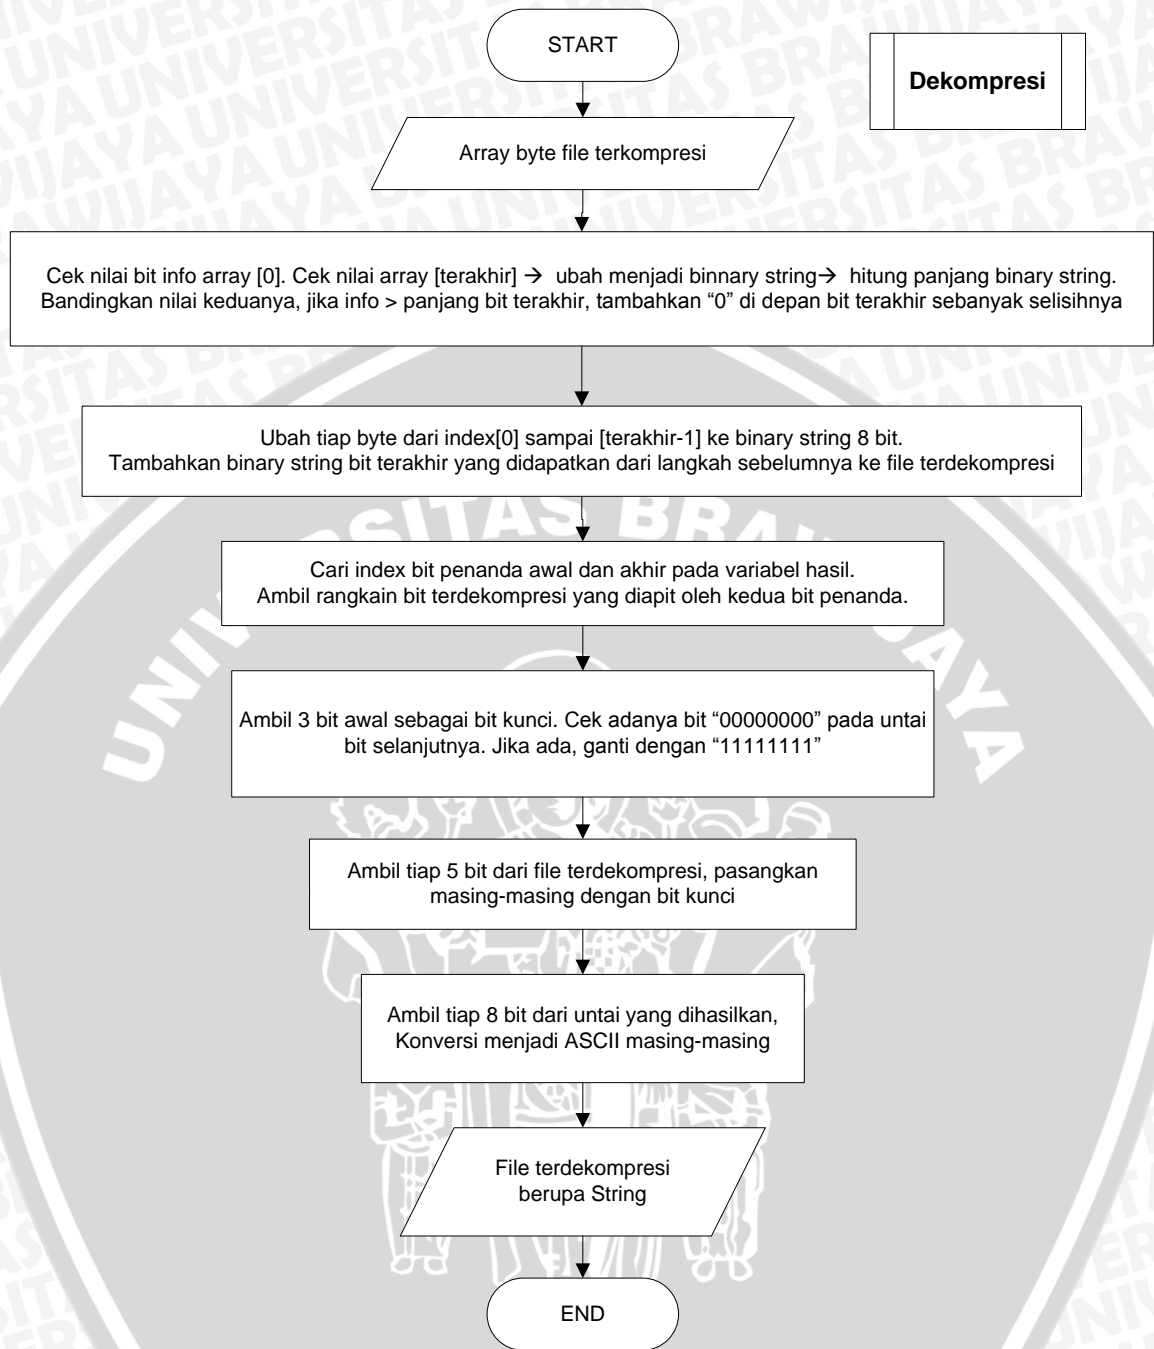 START
Dekompresi
Array byte file terkompresi
Cek nilai bit info array [0]. Cek nilai array [terakhir] → ubah menjadi binnary string→ hitung panjang binary string.
Bandingkan nilai keduanya, jika info > panjang bit terakhir, tambahkan “0” di depan bit terakhir sebanyak selisihnya
Ubah tiap byte dari index[0] sampai [terakhir-1] ke binary string 8 bit.
Tambahkan binary string bit terakhir yang didapatkan dari langkah sebelumnya ke file terdekompresi
Cari index bit penanda awal dan akhir pada variabel hasil.
Ambil rangkain bit terdekompresi yang diapit oleh kedua bit penanda.
Ambil 3 bit awal sebagai bit kunci. Cek adanya bit “00000000” pada untai
bit selanjutnya. Jika ada, ganti dengan “11111111”
Ambil tiap 5 bit dari file terdekompresi, pasangkan
masing-masing dengan bit kunci
Ambil tiap 8 bit dari untai yang dihasilkan,
Konversi menjadi ASCII masing-masing
File terdekompresi
berupa String
END